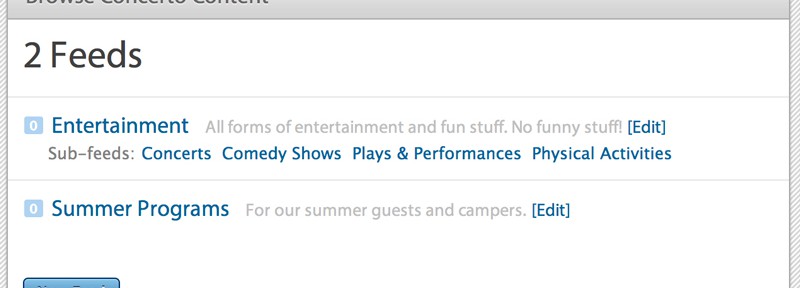 Browse Concerto Content
2 Feeds
0 Entertainment All forms of entertainment and fun stuff. No funny stuff! [Edit]
Sub-feeds: Concerts Comedy Shows Plays & Performances Physical Activities
0 Summer Programs For our summer guests and campers. [Edit]